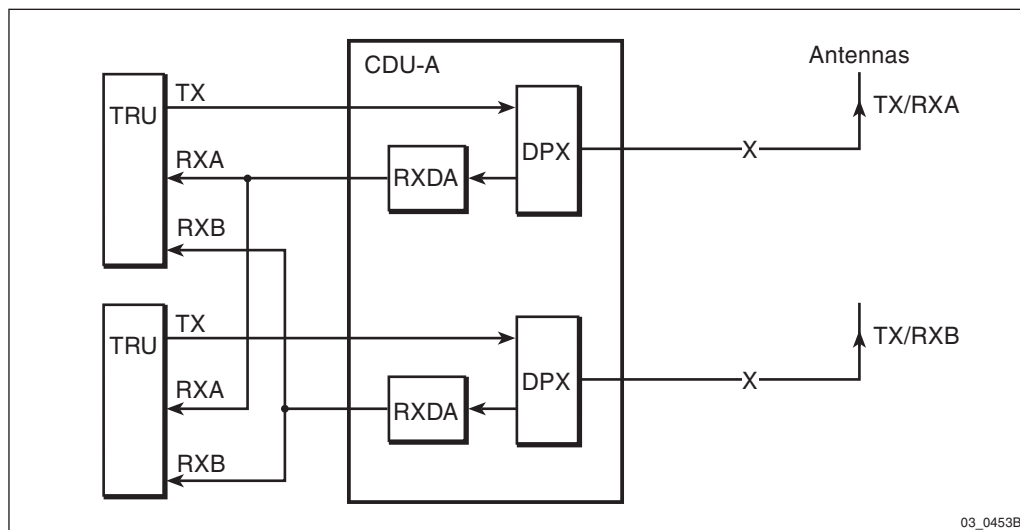 CDU-A
Antennas
TRU
TX
DPX
TX/RXA
RXA
RXDA
X
RXB
TRU
TX
DPX
TX/RXB
RXA
RXDA
X
RXB
03_0453B